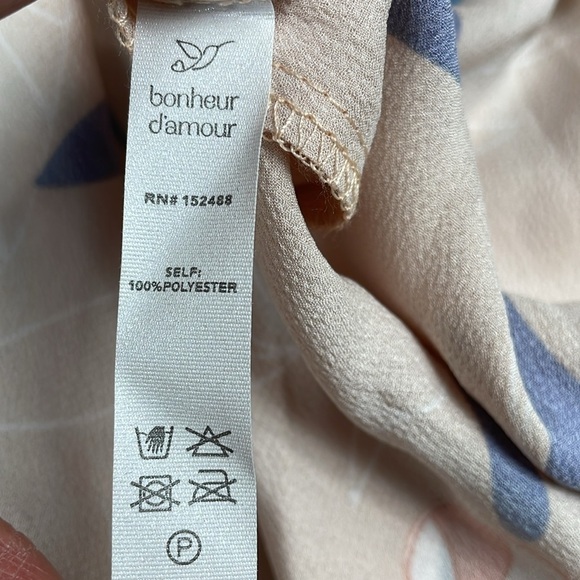 bonheur
d'amour
RN# 152488
SELF:
100%POLYESTER
P